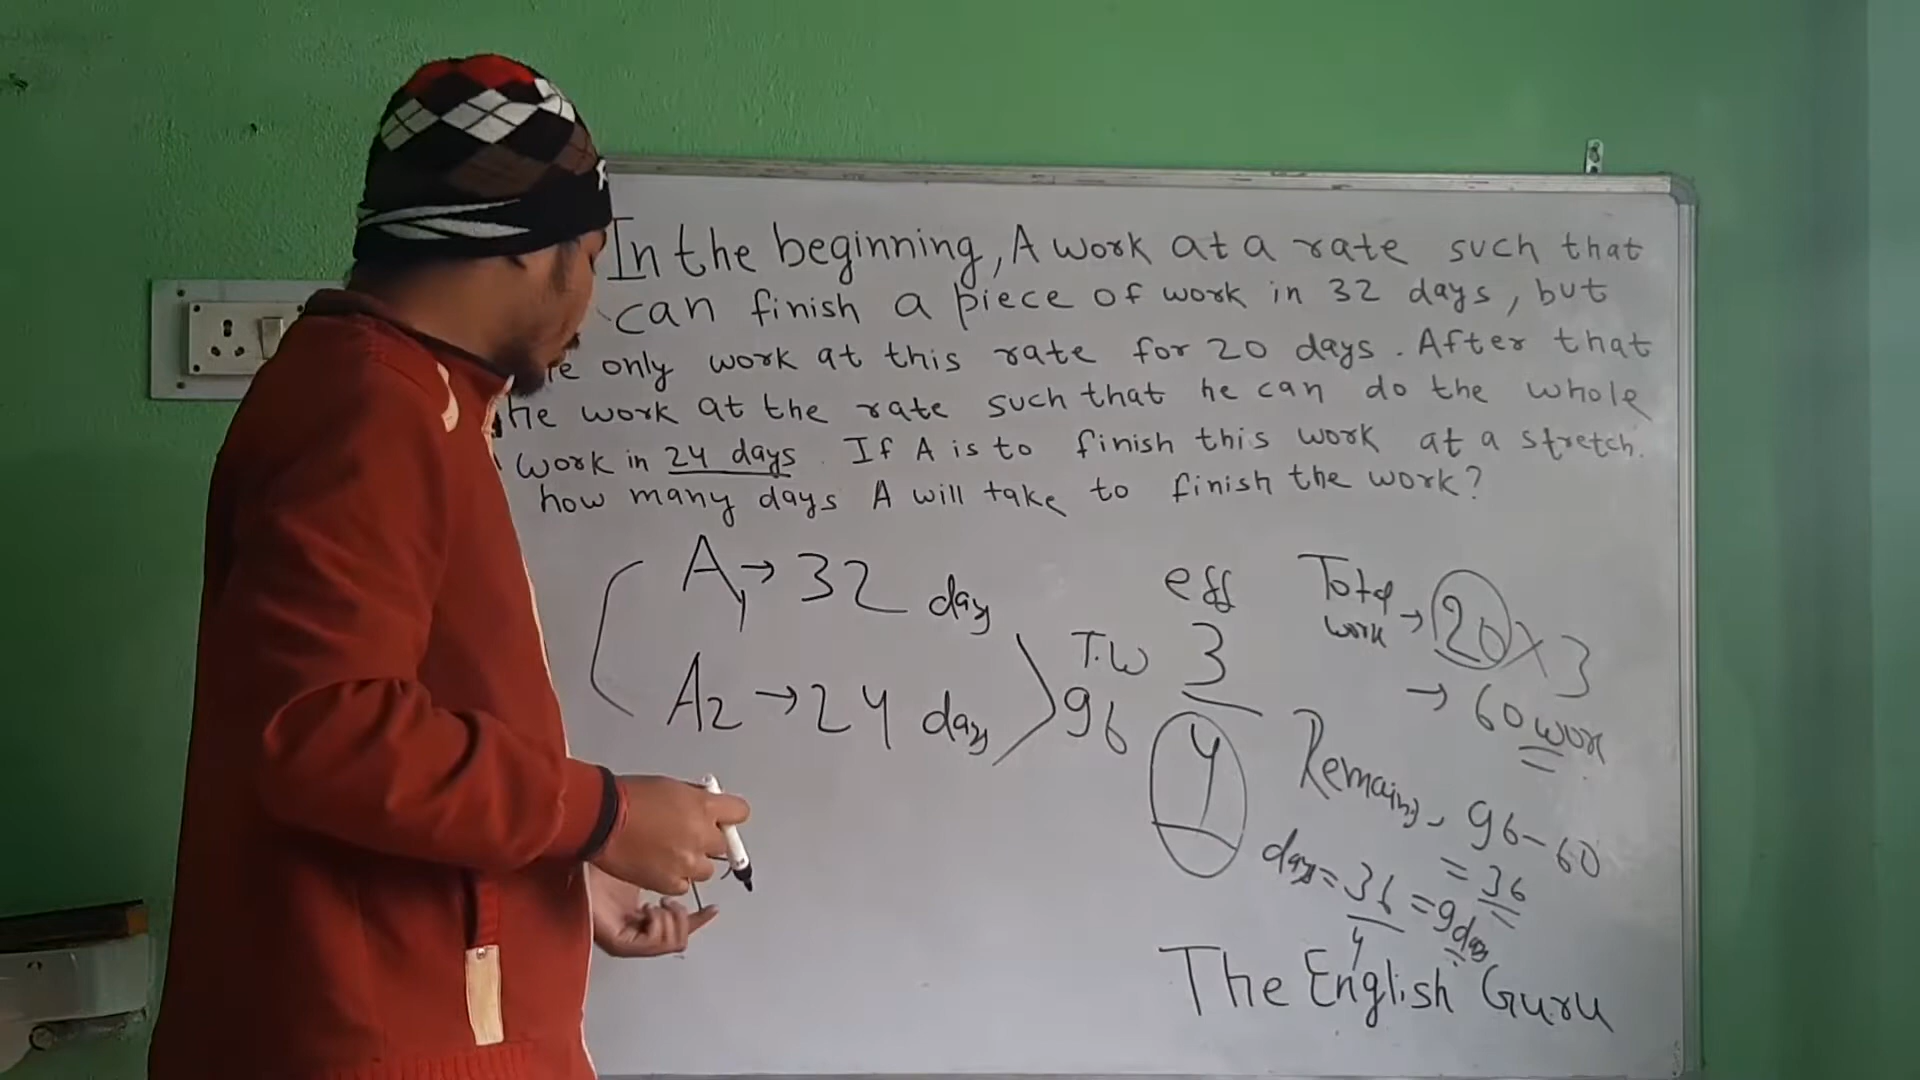 In the beginning, A work at a rate such that
can finish a piece of work in 32 days, but
only work at this rate for 20 days. After that
he work at the rate such that he can do the whole
work in 24 days. If A is to finish this work at a stretch.
how many days A will take to finish the work?
A1 → 32 days
A2 → 24 days
T.W
96
eff
3
4
Total work → 20 × 3
→ 60 work
Remaining - 96 - 60
= 36
days = 36/4 = 9 days
The English Guru